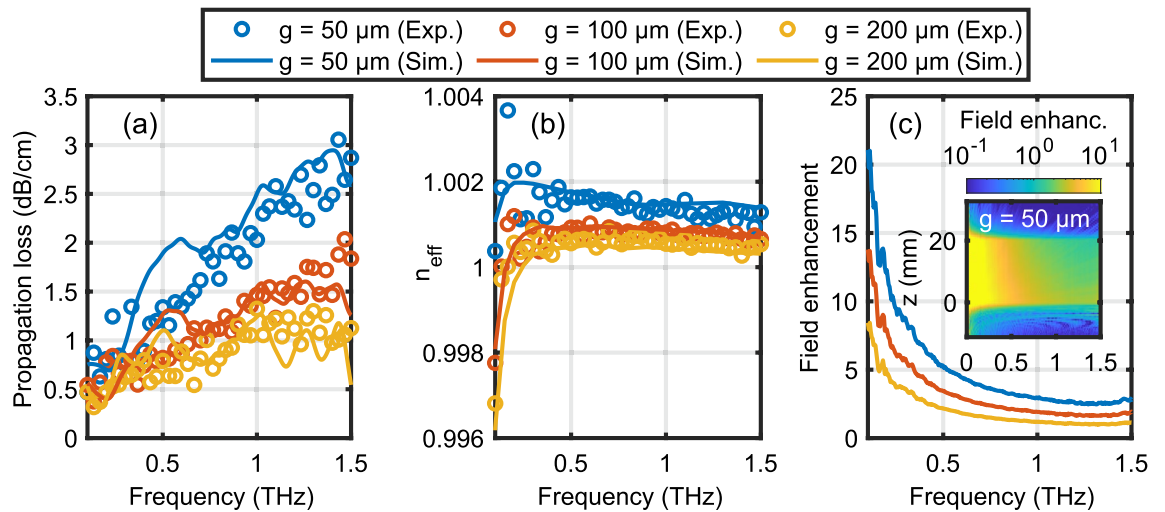 g = 50 µm (Exp.) g = 100 µm (Exp.) g = 200 µm (Exp.)
g = 50 µm (Sim.) g = 100 µm (Sim.) g = 200 µm (Sim.)
(a)
Propagation loss (dB/cm)
3.5
3
2.5
2
1.5
1
0.5
0
0.5 1 1.5
Frequency (THz)
(b)
n_eff
1.004
1.002
1
0.998
0.996
0.5 1 1.5
Frequency (THz)
(c)
Field enhancement
25
20
15
10
5
0
0.5 1 1.5
Frequency (THz)
Field enhanc.
10^-1 10^0 10^1
g = 50 µm
z (mm)
20
0
0 0.5 1 1.5